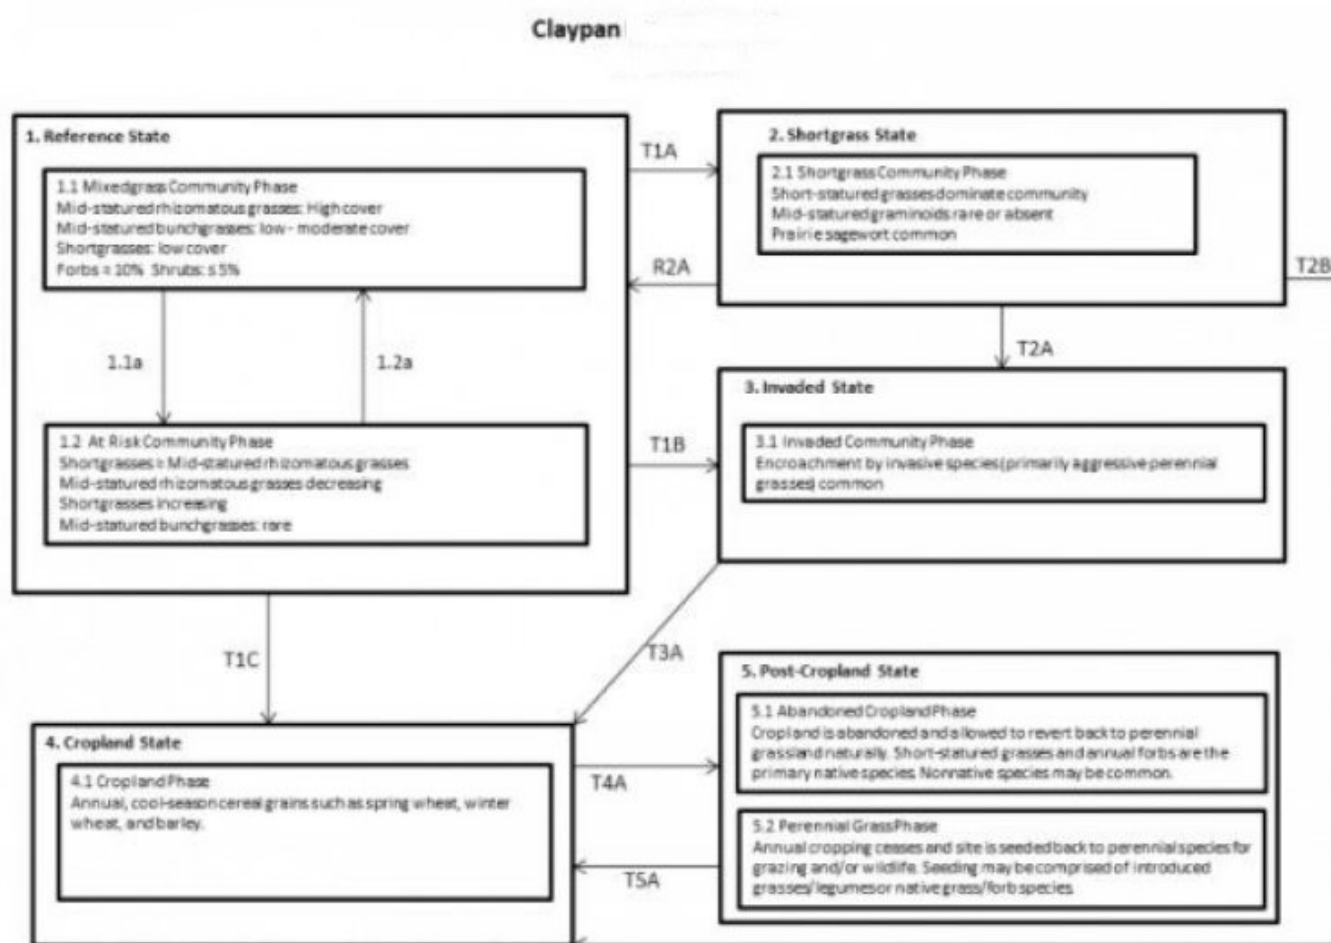 Claypan
1. Reference State
1.1 Mixedgrass Community Phase
Mid-statured rhizomatous grasses: High cover
Mid-statured bunchgrasses: low - moderate cover
Shortgrasses: low cover
Forbs ≈ 10% Shrubs: ≤ 5%
1.1a
1.2a
1.2 At Risk Community Phase
Shortgrasses ≥ Mid-statured rhizomatous grasses
Mid-statured rhizomatous grasses decreasing
Shortgrasses increasing
Mid-statured bunchgrasses: rare
T1A
R2A
T1B
T1C
2. Shortgrass State
2.1 Shortgrass Community Phase
Short-statured grasses dominate community
Mid-statured graminoids rare or absent
Prairie sagewort common
T2B
T2A
3. Invaded State
3.1 Invaded Community Phase
Encroachment by invasive species (primarily aggressive perennial
grasses) common
T3A
4. Cropland State
4.1 Cropland Phase
Annual, cool-season cereal grains such as spring wheat, winter
wheat, and barley.
T4A
T5A
5. Post-Cropland State
5.1 Abandoned Cropland Phase
Cropland is abandoned and allowed to revert back to perennial
grassland naturally. Short-statured grasses and annual forbs are the
primary native species. Nonnative species may be common.
5.2 Perennial Grass Phase
Annual cropping ceases and site is seeded back to perennial species for
grazing and/or wildlife. Seeding may be comprised of introduced
grasses/legumes or native grass/forb species